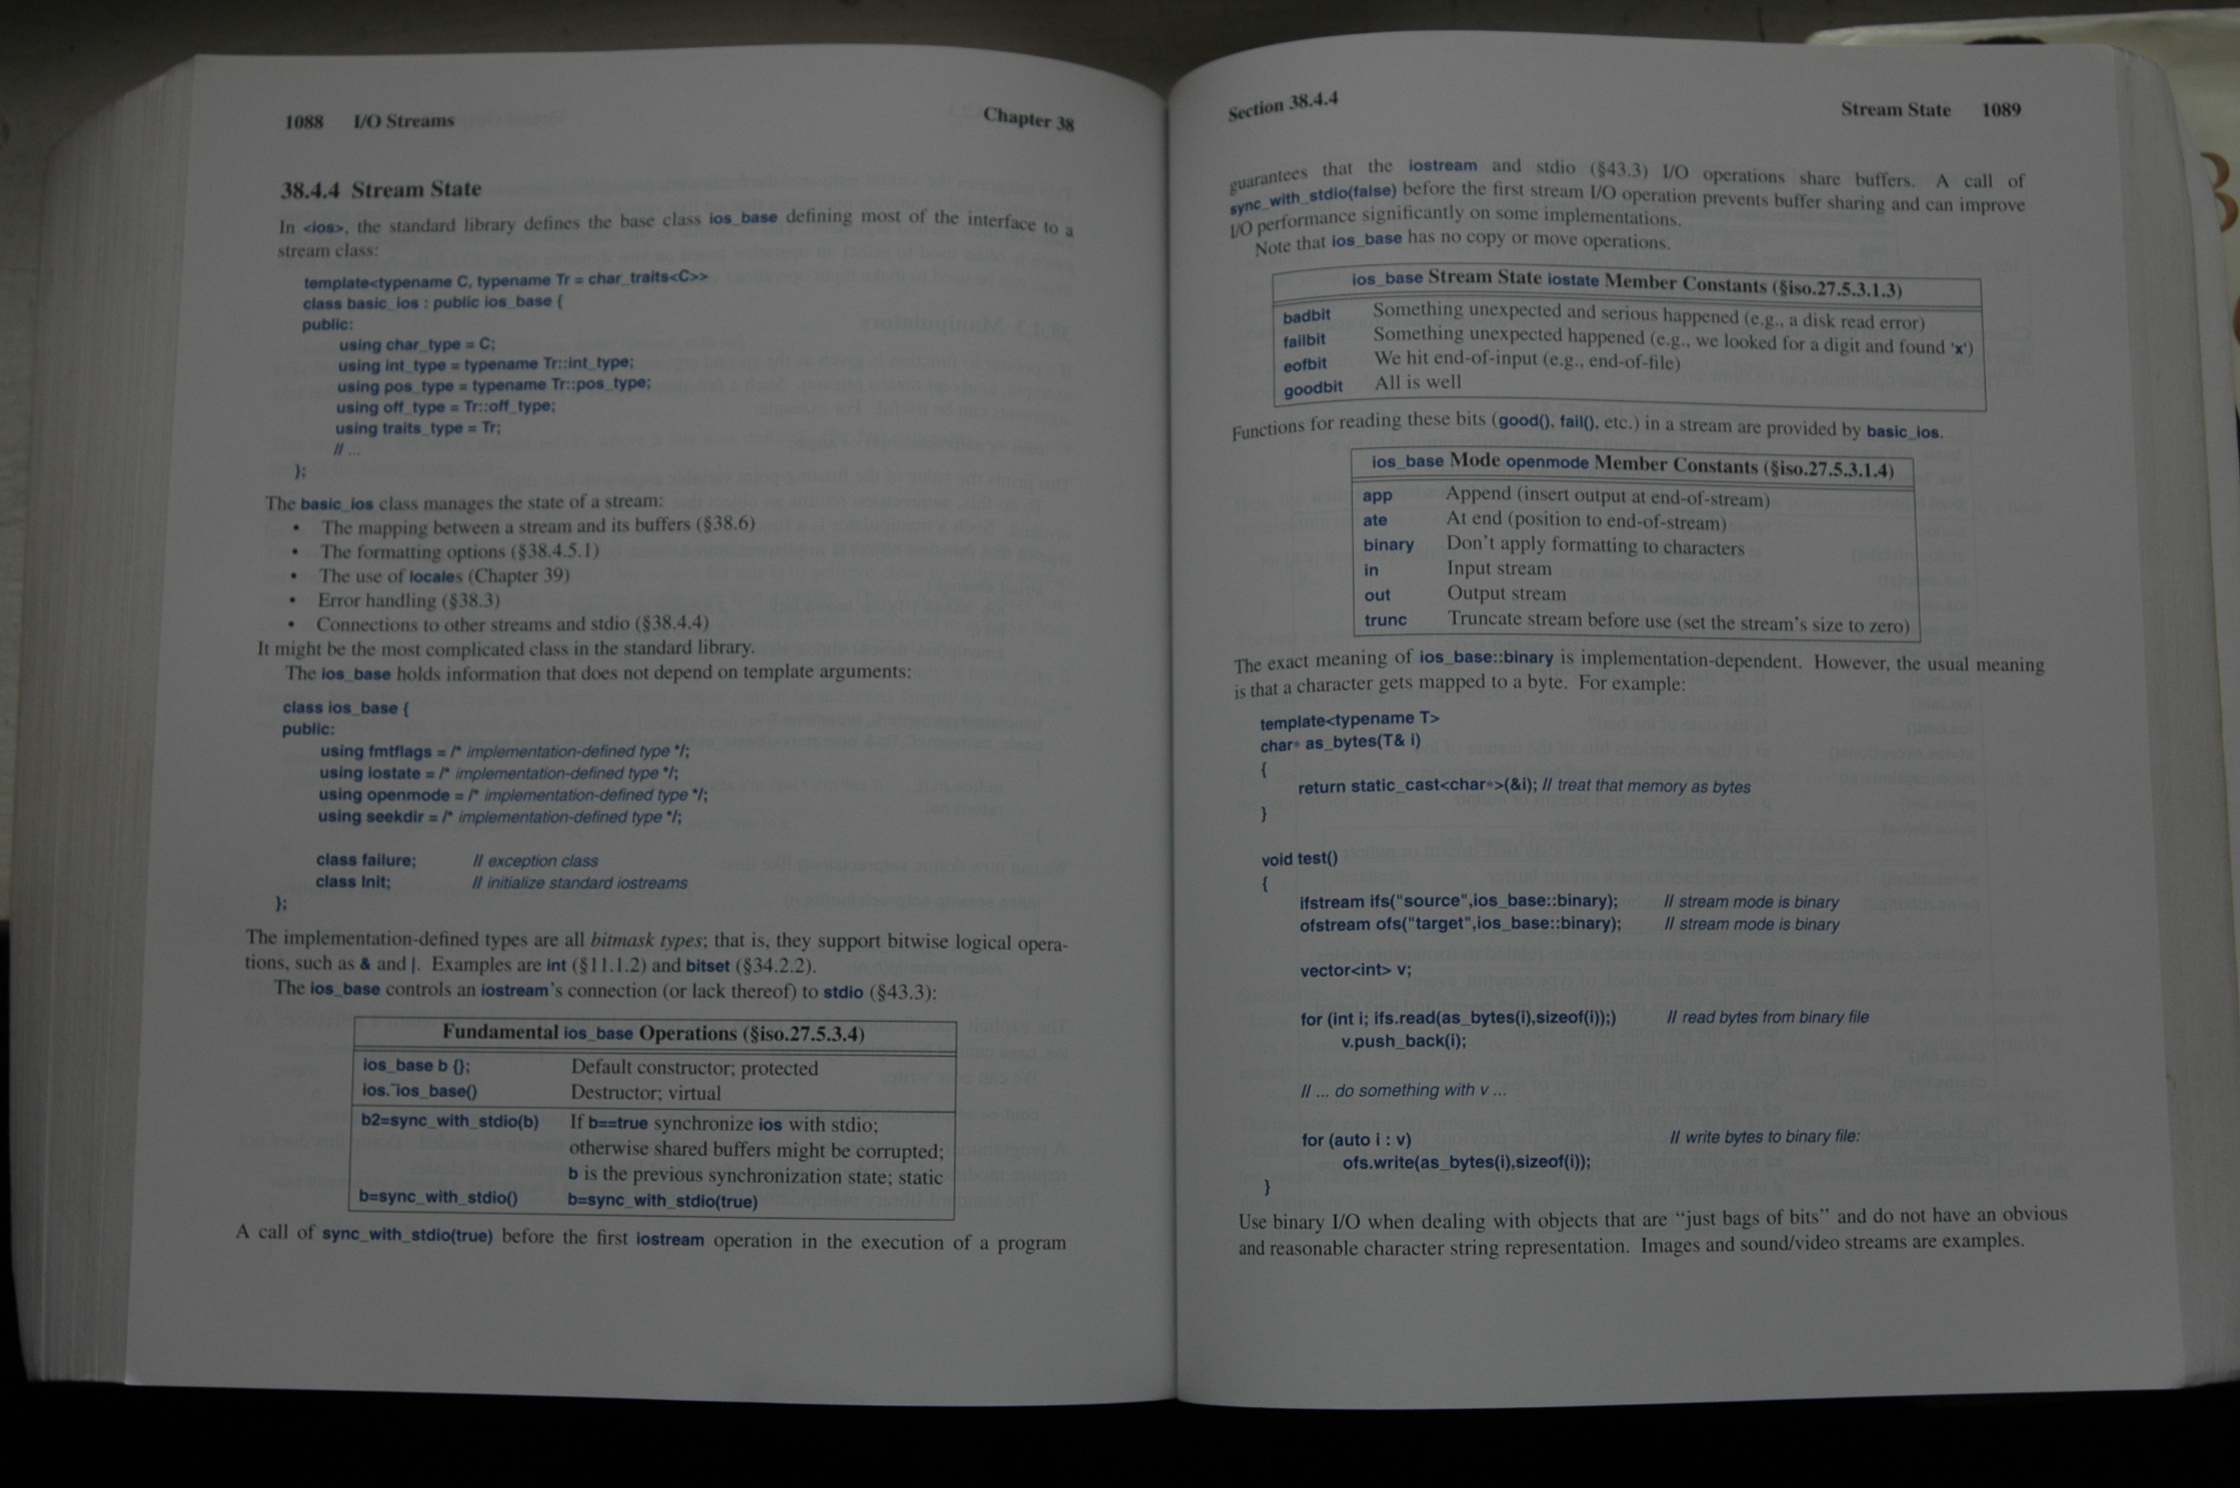 1088 I/O Streams Chapter 38
38.4.4 Stream State
In <ios>, the standard library defines the base class ios_base defining most of the interface to a
stream class:
template<typename C, typename Tr = char_traits<C>>
class basic_ios : public ios_base {
public:
using char_type = C;
using int_type = typename Tr::int_type;
using pos_type = typename Tr::pos_type;
using off_type = Tr::off_type;
using traits_type = Tr;
// ...
};
The basic_ios class manages the state of a stream:
• The mapping between a stream and its buffers (§38.6)
• The formatting options (§38.4.5.1)
• The use of locales (Chapter 39)
• Error handling (§38.3)
• Connections to other streams and stdio (§38.4.4)
It might be the most complicated class in the standard library.
The ios_base holds information that does not depend on template arguments:
class ios_base {
public:
using fmtflags = /* implementation-defined type */;
using iostate = /* implementation-defined type */;
using openmode = /* implementation-defined type */;
using seekdir = /* implementation-defined type */;
class failure; // exception class
class Init; // initialize standard iostreams
};
The implementation-defined types are all bitmask types; that is, they support bitwise logical opera-
tions, such as & and |. Examples are int (§11.1.2) and bitset (§34.2.2).
The ios_base controls an iostream's connection (or lack thereof) to stdio (§43.3):
Fundamental ios_base Operations (§iso.27.5.3.4)
ios_base b {}; Default constructor; protected
ios.~ios_base() Destructor; virtual
b2=sync_with_stdio(b) If b==true synchronize ios with stdio;
otherwise shared buffers might be corrupted;
b is the previous synchronization state; static
b=sync_with_stdio() b=sync_with_stdio(true)
A call of sync_with_stdio(true) before the first iostream operation in the execution of a program
Section 38.4.4 Stream State 1089
guarantees that the iostream and stdio (§43.3) I/O operations share buffers. A call of
sync_with_stdio(false) before the first stream I/O operation prevents buffer sharing and can improve
I/O performance significantly on some implementations.
Note that ios_base has no copy or move operations.
ios_base Stream State iostate Member Constants (§iso.27.5.3.1.3)
badbit Something unexpected and serious happened (e.g., a disk read error)
failbit Something unexpected happened (e.g., we looked for a digit and found 'x')
eofbit We hit end-of-input (e.g., end-of-file)
goodbit All is well
Functions for reading these bits (good(), fail(), etc.) in a stream are provided by basic_ios.
ios_base Mode openmode Member Constants (§iso.27.5.3.1.4)
app Append (insert output at end-of-stream)
ate At end (position to end-of-stream)
binary Don't apply formatting to characters
in Input stream
out Output stream
trunc Truncate stream before use (set the stream's size to zero)
The exact meaning of ios_base::binary is implementation-dependent. However, the usual meaning
is that a character gets mapped to a byte. For example:
template<typename T>
char* as_bytes(T& i)
{
return static_cast<char*>(&i); // treat that memory as bytes
}
void test()
{
ifstream ifs("source",ios_base::binary); // stream mode is binary
ofstream ofs("target",ios_base::binary); // stream mode is binary
vector<int> v;
for (int i; ifs.read(as_bytes(i),sizeof(i));) // read bytes from binary file
v.push_back(i);
// ... do something with v ...
for (auto i : v) // write bytes to binary file:
ofs.write(as_bytes(i),sizeof(i));
}
Use binary I/O when dealing with objects that are "just bags of bits" and do not have an obvious
and reasonable character string representation. Images and sound/video streams are examples.